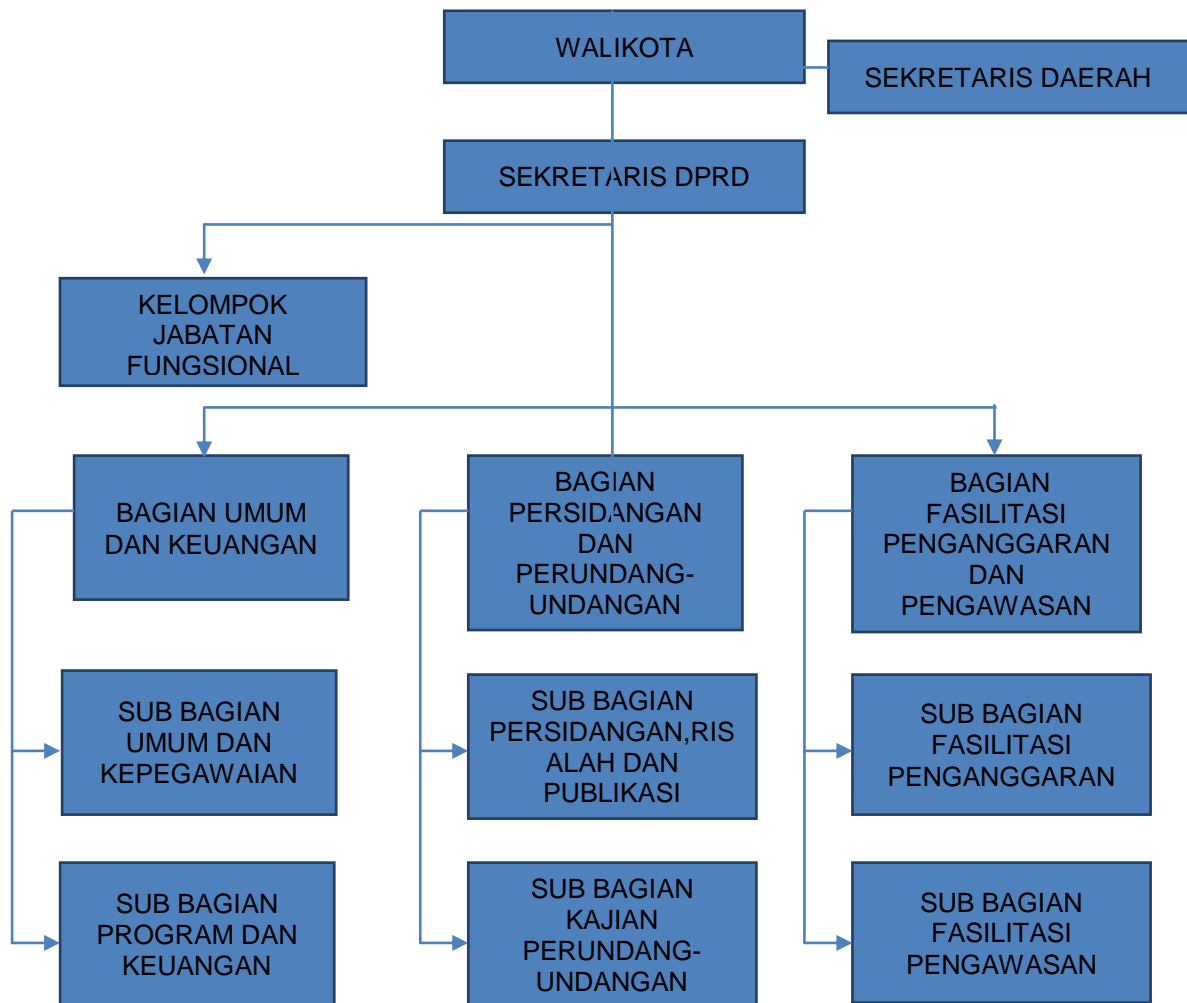 WALIKOTA
SEKRETARIS DAERAH
SEKRETARIS DPRD
KELOMPOK
JABATAN
FUNGSIONAL
BAGIAN UMUM
DAN KEUANGAN
BAGIAN
PERSIDANGAN
DAN
PERUNDANG-
UNDANGAN
BAGIAN
FASILITASI
PENGANGGARAN
DAN
PENGAWASAN
SUB BAGIAN
UMUM DAN
KEPEGAWAIAN
SUB BAGIAN
PERSIDANGAN,RIS
ALAH DAN
PUBLIKASI
SUB BAGIAN
FASILITASI
PENGANGGARAN
SUB BAGIAN
PROGRAM DAN
KEUANGAN
SUB BAGIAN
KAJIAN
PERUNDANG-
UNDANGAN
SUB BAGIAN
FASILITASI
PENGAWASAN